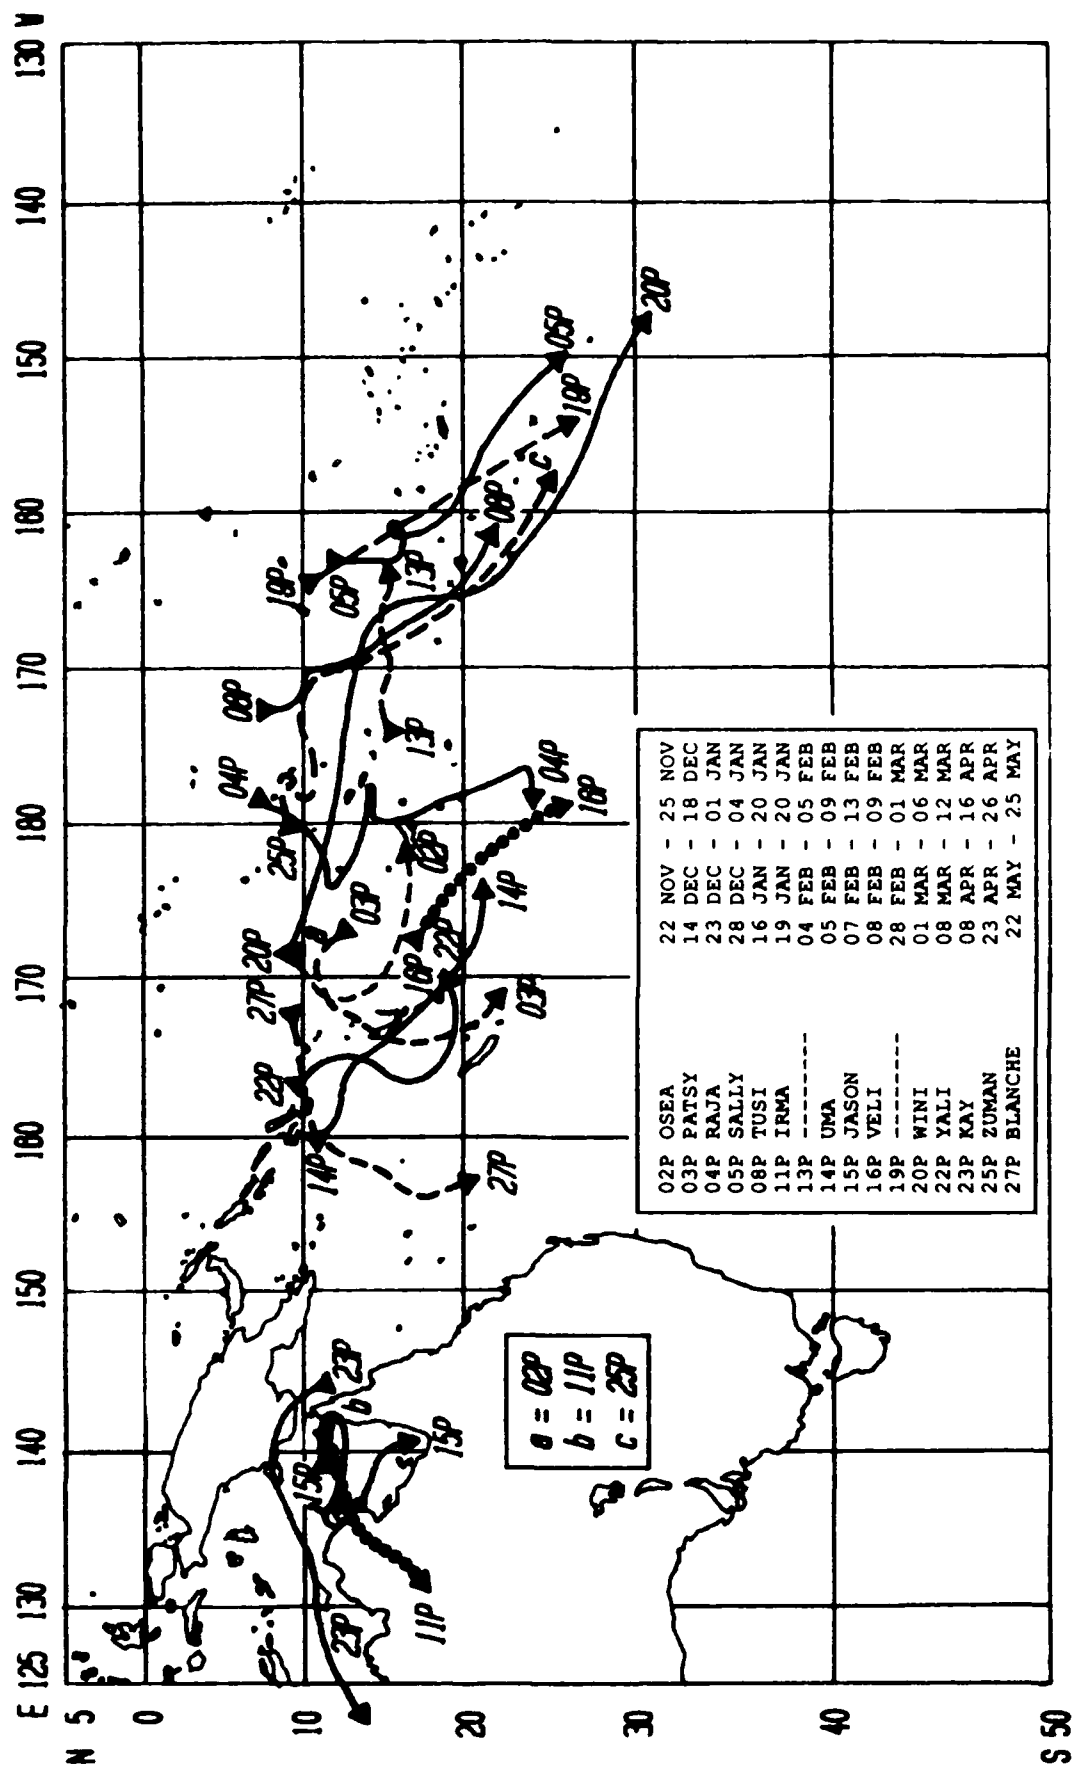 E 125 130 140 150 160 170 180 170 160 150 140 130 W
N 5
0
10
20
30
40
S 50
22P
27P
20P
25P
04P
08P
19P
05P
13P
13P
02P
03P
a
14P
16P
22P
14P
03P
27P
04P
16P
08P
c
19P
05P
20P
23P
b
15P
15P
23P
11P
a = 02P
b = 11P
c = 25P
02P OSEA 22 NOV - 25 NOV
03P PATSY 14 DEC - 18 DEC
04P RAJA 23 DEC - 01 JAN
05P SALLY 28 DEC - 04 JAN
08P TUSI 16 JAN - 20 JAN
11P IRMA 19 JAN - 20 JAN
13P -------- 04 FEB - 05 FEB
14P UMA 05 FEB - 09 FEB
15P JASON 07 FEB - 13 FEB
16P VELI 08 FEB - 09 FEB
19P -------- 28 FEB - 01 MAR
20P WINI 01 MAR - 06 MAR
22P YALI 08 MAR - 12 MAR
23P KAY 08 APR - 16 APR
25P ZUMAN 23 APR - 26 APR
27P BLANCHE 22 MAY - 25 MAY